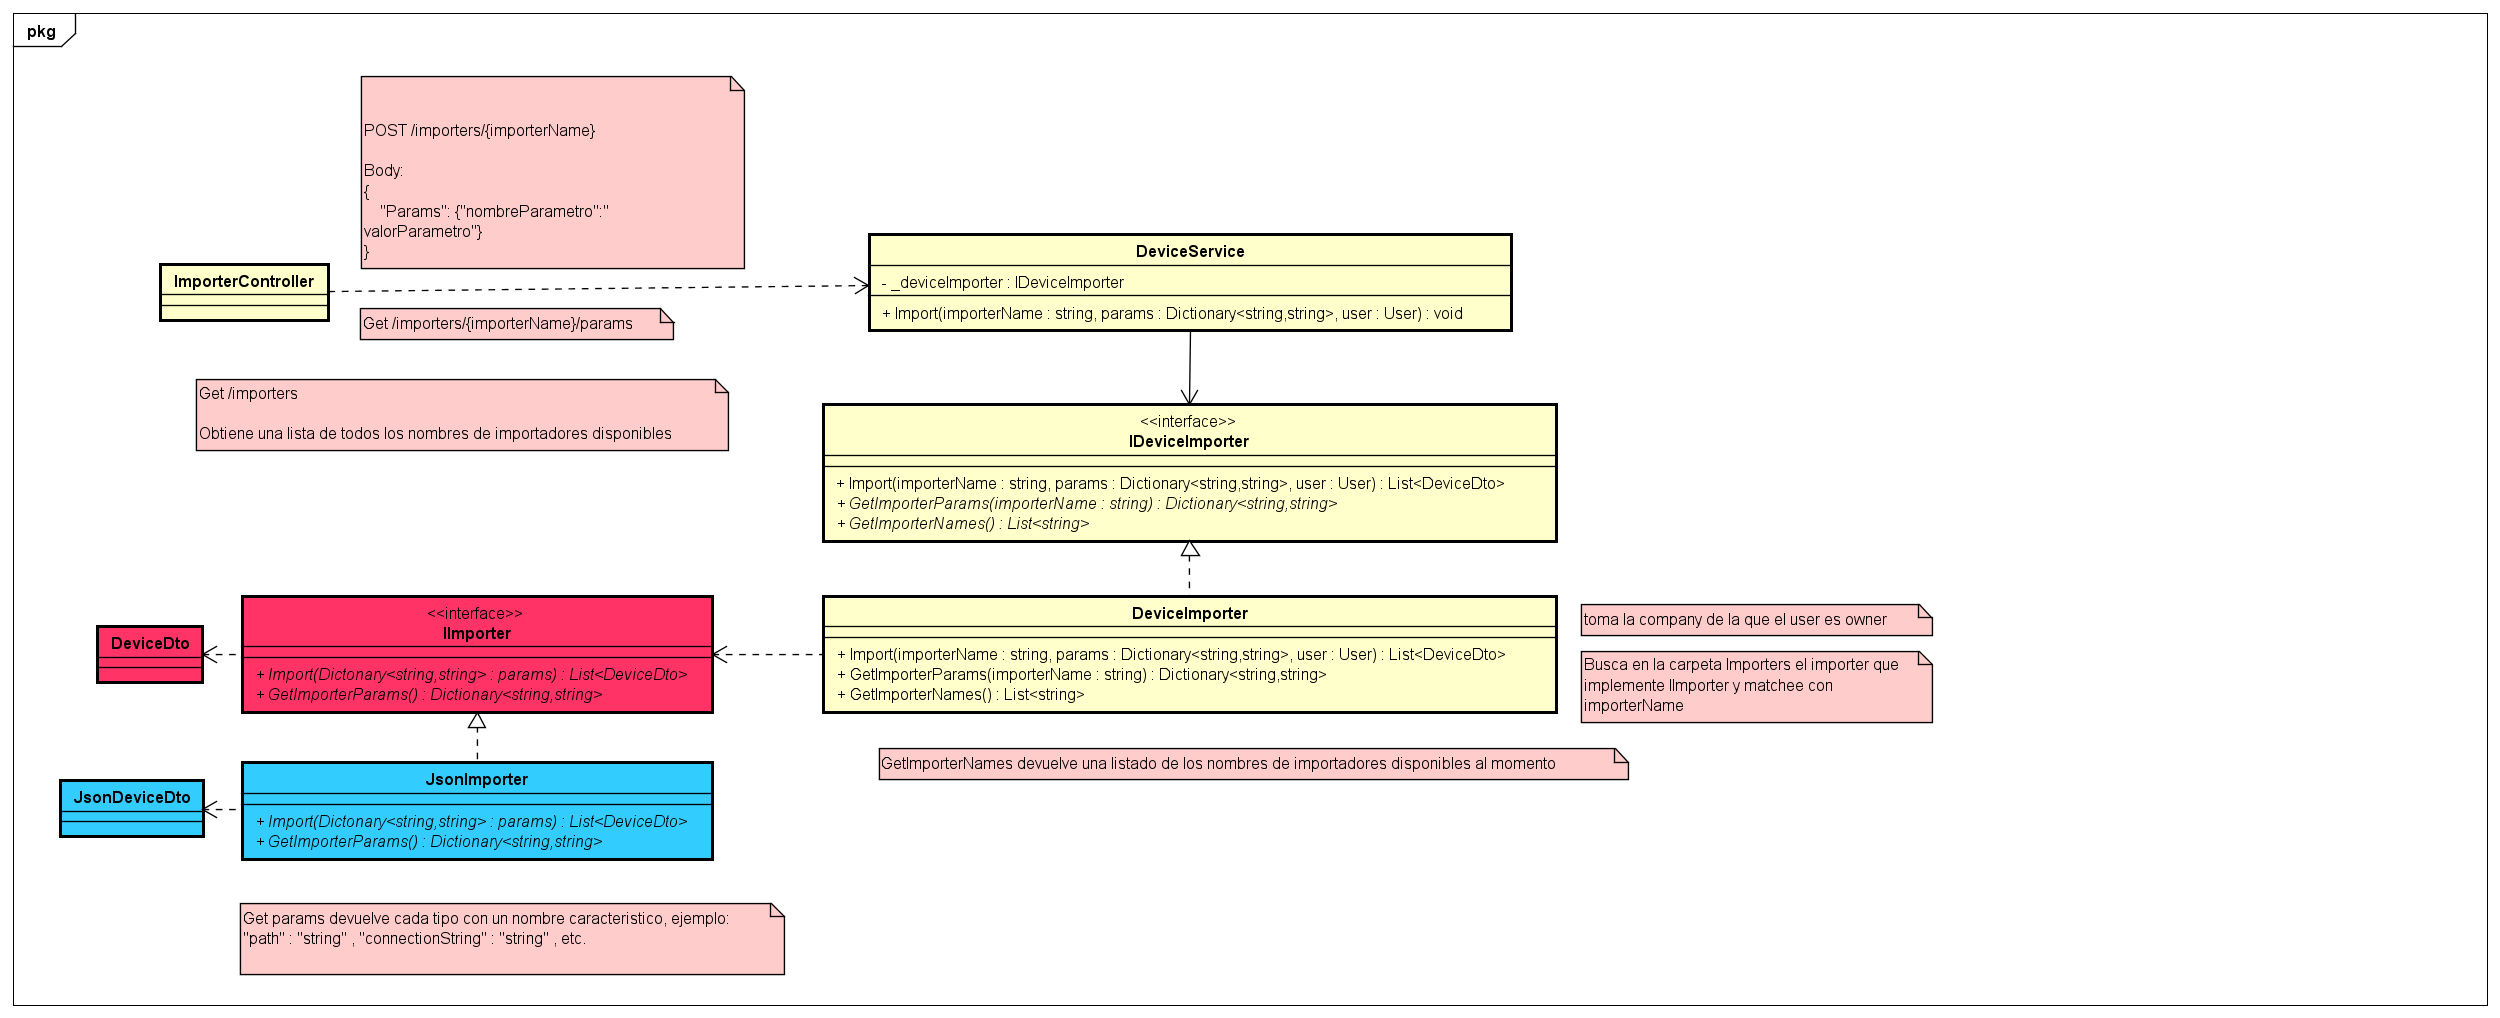 pkg
POST /importers/{importerName}
Body:
{
"Params": {"nombreParametro":"
valorParametro"}
}
ImporterController
Get /importers/{importerName}/params
Get /importers
Obtiene una lista de todos los nombres de importadores disponibles
DeviceService
- _deviceImporter : IDeviceImporter
+ Import(importerName : string, params : Dictionary<string,string>, user : User) : void
<<interface>>
IDeviceImporter
+ Import(importerName : string, params : Dictionary<string,string>, user : User) : List<DeviceDto>
+ GetImporterParams(importerName : string) : Dictionary<string,string>
+ GetImporterNames() : List<string>
DeviceDto
<<interface>>
IImporter
+ Import(Dictonary<string,string> : params) : List<DeviceDto>
+ GetImporterParams() : Dictionary<string,string>
DeviceImporter
+ Import(importerName : string, params : Dictionary<string,string>, user : User) : List<DeviceDto>
+ GetImporterParams(importerName : string) : Dictionary<string,string>
+ GetImporterNames() : List<string>
toma la company de la que el user es owner
Busca en la carpeta Importers el importer que
implemente IImporter y matchee con
importerName
GetImporterNames devuelve una listado de los nombres de importadores disponibles al momento
JsonDeviceDto
JsonImporter
+ Import(Dictonary<string,string> : params) : List<DeviceDto>
+ GetImporterParams() : Dictionary<string,string>
Get params devuelve cada tipo con un nombre caracteristico, ejemplo:
"path" : "string" , "connectionString" : "string" , etc.